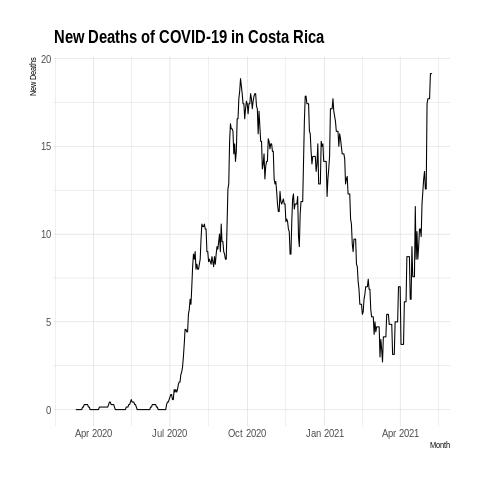 New Deaths of COVID-19 in Costa Rica
New Deaths
20
15
10
5
0
Apr 2020 Jul 2020 Oct 2020 Jan 2021 Apr 2021
Month